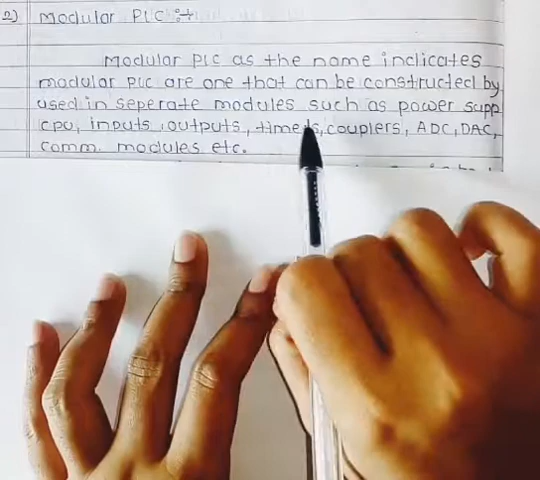 2) Modular PLC :-
Modular PLC as the name indicates
modular PLC are one that can be constructed by
used in seperate modules such as power supp
cpu, inputs, outputs, timers, couplers, ADC, DAC,
comm. modules etc.